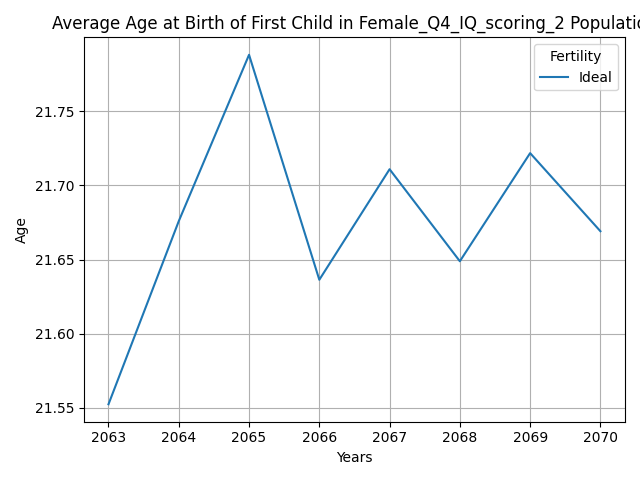 Average Age at Birth of First Child in Female_Q4_IQ_scoring_2 Populatio
Fertility
Ideal
21.75
21.70
21.65
21.60
21.55
Age
2063 2064 2065 2066 2067 2068 2069 2070
Years